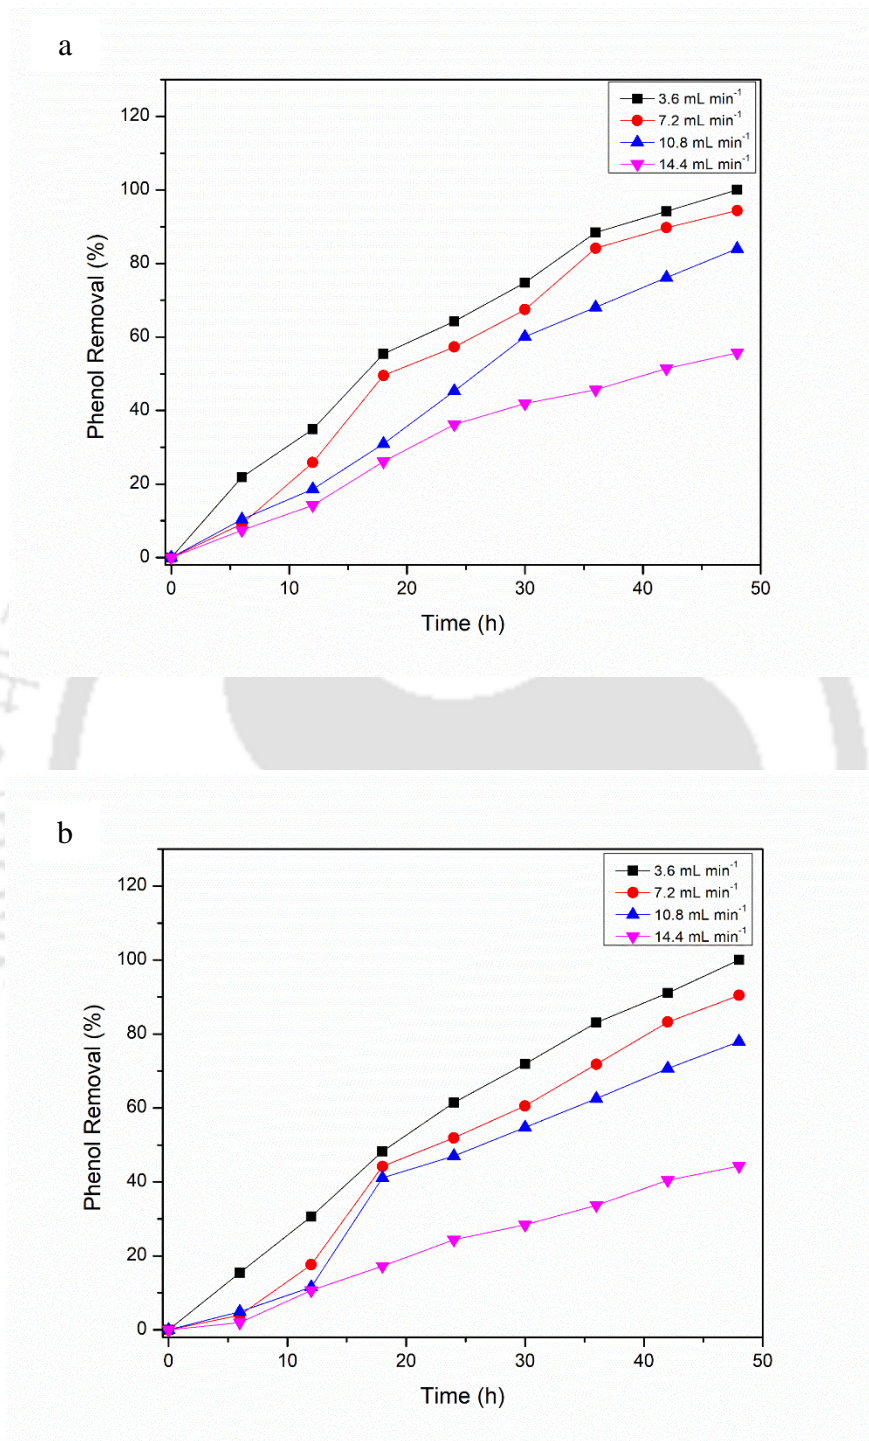 a
120
100
80
60
40
20
0
Phenol Removal (%)
3.6 mL min⁻¹
7.2 mL min⁻¹
10.8 mL min⁻¹
14.4 mL min⁻¹
0 10 20 30 40 50
Time (h)
b
120
100
80
60
40
20
0
Phenol Removal (%)
3.6 mL min⁻¹
7.2 mL min⁻¹
10.8 mL min⁻¹
14.4 mL min⁻¹
0 10 20 30 40 50
Time (h)